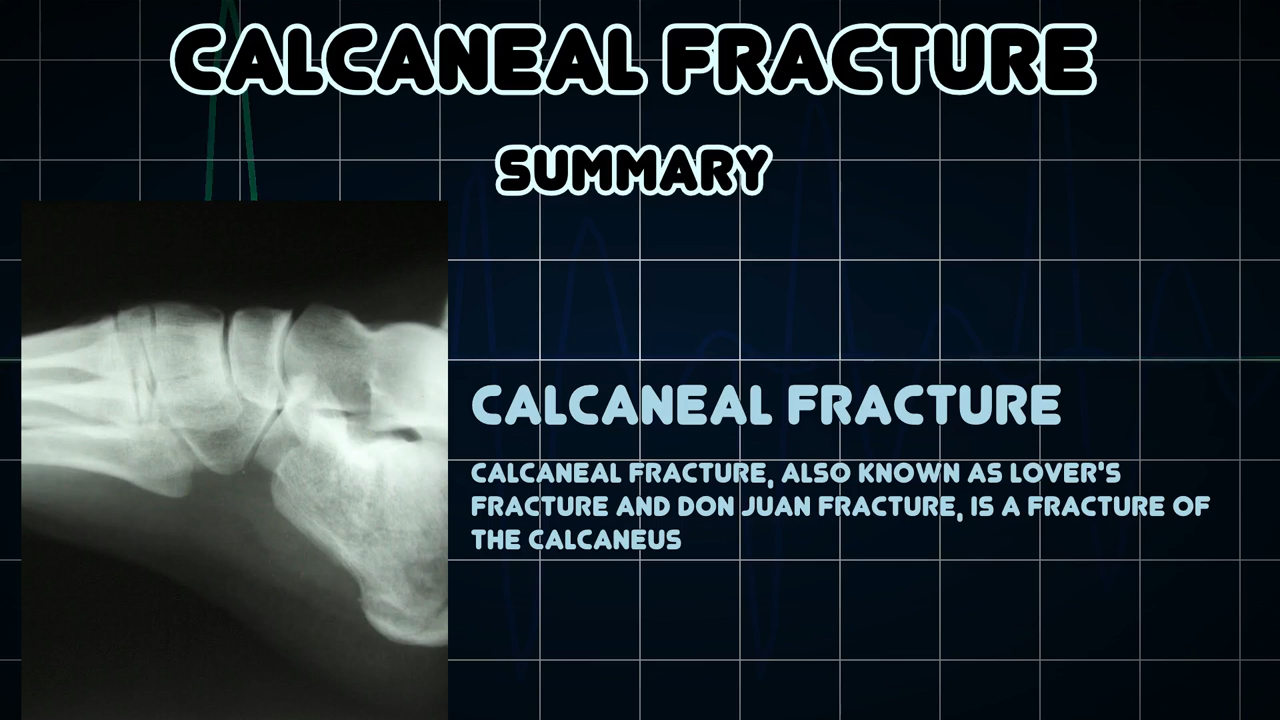 CALCANEAL FRACTURE
SUMMARY
CALCANEAL FRACTURE
CALCANEAL FRACTURE, ALSO KNOWN AS LOVER'S
FRACTURE AND DON JUAN FRACTURE, IS A FRACTURE OF
THE CALCANEUS